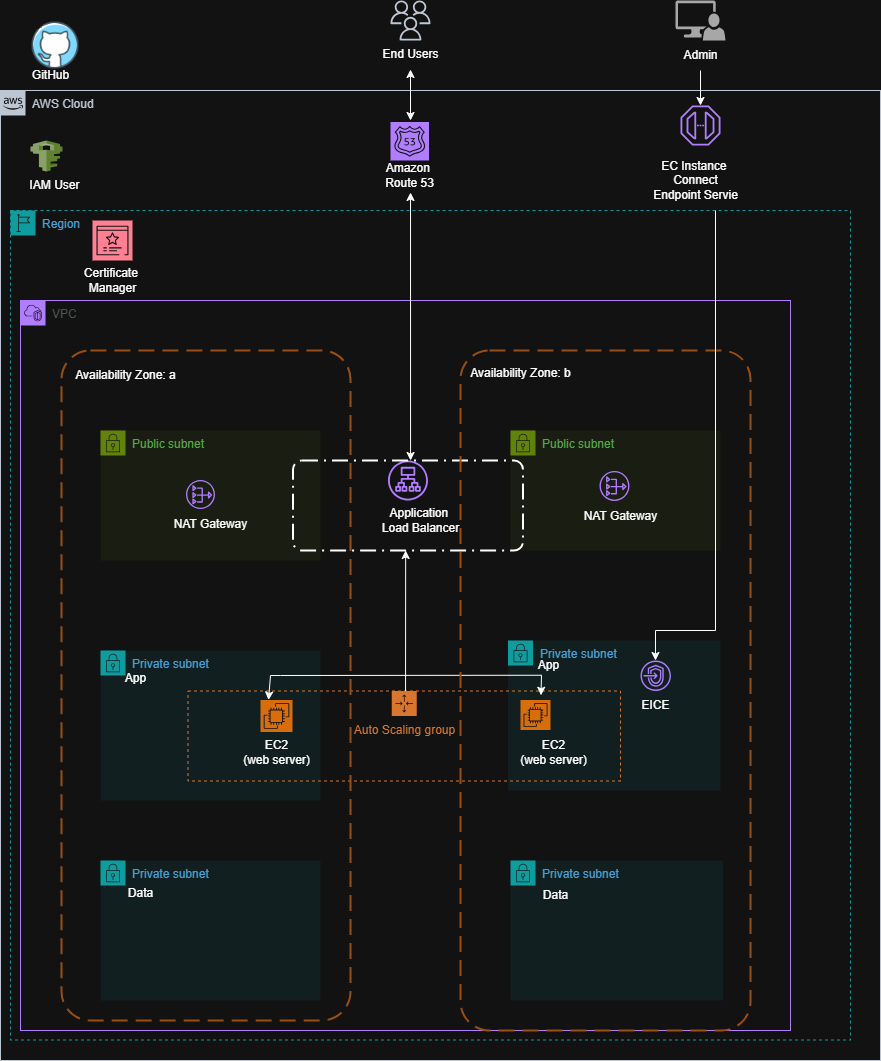 End Users
Admin
GitHub
aws
AWS Cloud
53
Amazon
Route 53
EC Instance
Connect
Endpoint Servie
IAM User
Region
Certificate
Manager
VPC
Availability Zone: a
Availability Zone: b
Public subnet
Public subnet
NAT Gateway
Application
Load Balancer
NAT Gateway
Private subnet
App
Private subnet
App
EICE
EC2
(web server)
Auto Scaling group
EC2
(web server)
Private subnet
Data
Private subnet
Data